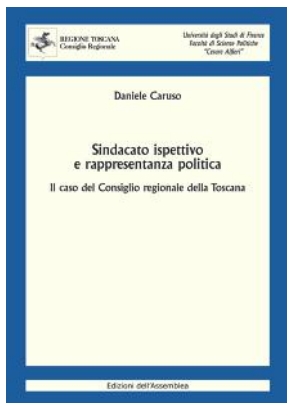 REGIONE TOSCANA
Consiglio Regionale
Università degli Studi di Firenze
Facoltà di Scienze Politiche
"Cesare Alfieri"
Daniele Caruso
Sindacato ispettivo
e rappresentanza politica
Il caso del Consiglio regionale della Toscana
Edizioni dell'Assemblea